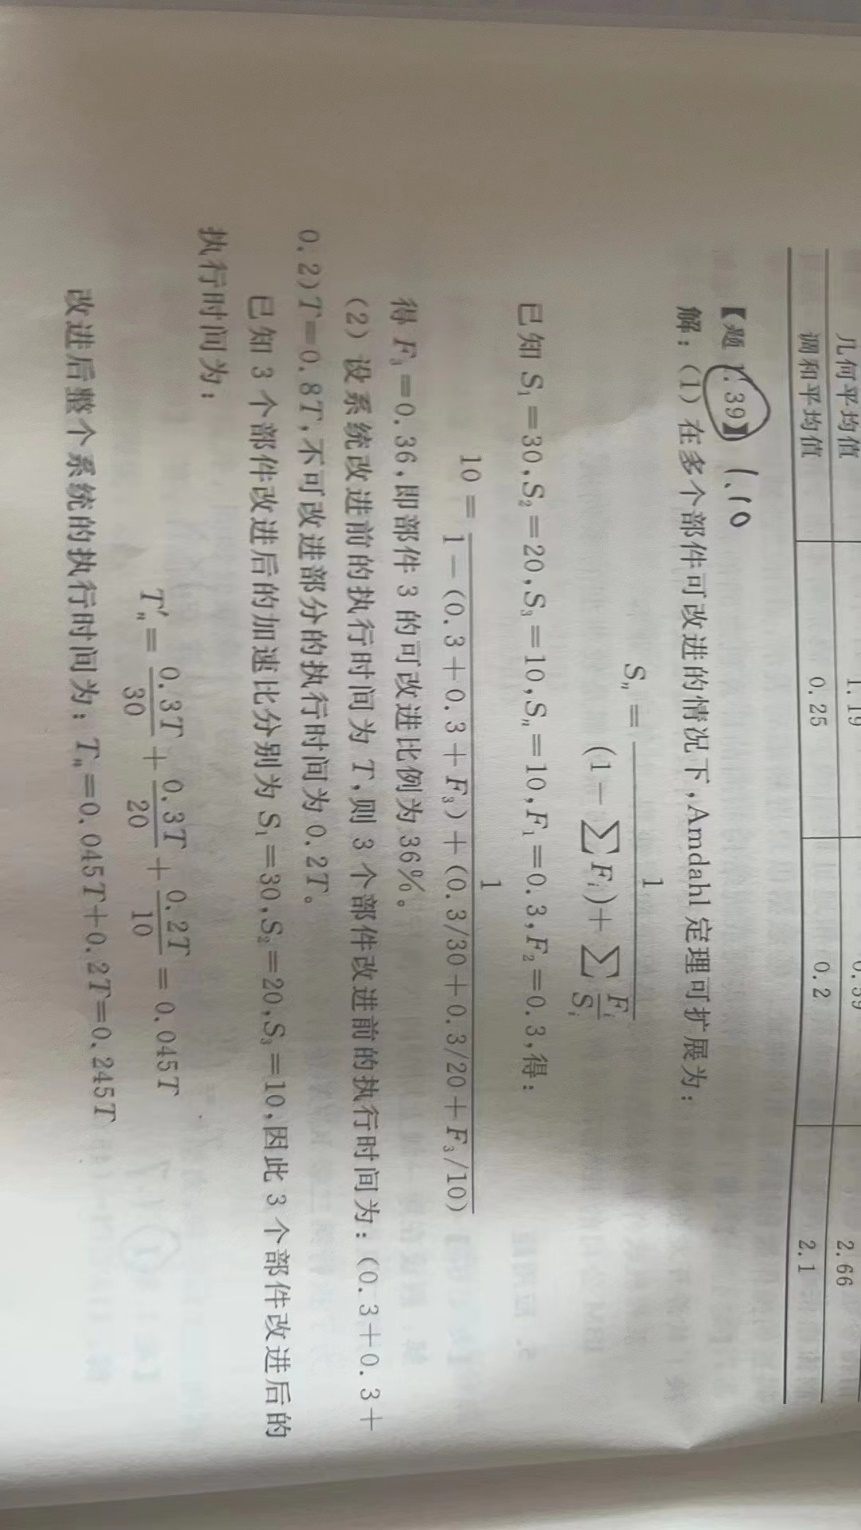 几何平均值 1.19 0.59 2.66
调和平均值 0.25 0.2 2.1
【题 1.39】 1.10
解：(1) 在多个部件可改进的情况下,Amdahl 定理可扩展为：
Sₙ = 1 / ((1 − ∑Fᵢ) + ∑ Fᵢ/Sᵢ)
已知 S₁=30,S₂=20,S₃=10,Sₙ=10,F₁=0.3,F₂=0.3,得：
10 = 1 / (1 − (0.3 + 0.3 + F₃) + (0.3/30 + 0.3/20 + F₃/10))
得 F₃=0.36,即部件 3 的可改进比例为 36%。
(2) 设系统改进前的执行时间为 T,则 3 个部件改进前的执行时间为：(0.3+0.3+
0.2)T=0.8T,不可改进部分的执行时间为 0.2T。
已知 3 个部件改进后的加速比分别为 S₁=30,S₂=20,S₃=10,因此 3 个部件改进后的
执行时间为：
T′ₙ = 0.3T/30 + 0.3T/20 + 0.2T/10 = 0.045T
改进后整个系统的执行时间为：Tₙ=0.045T+0.2T=0.245T